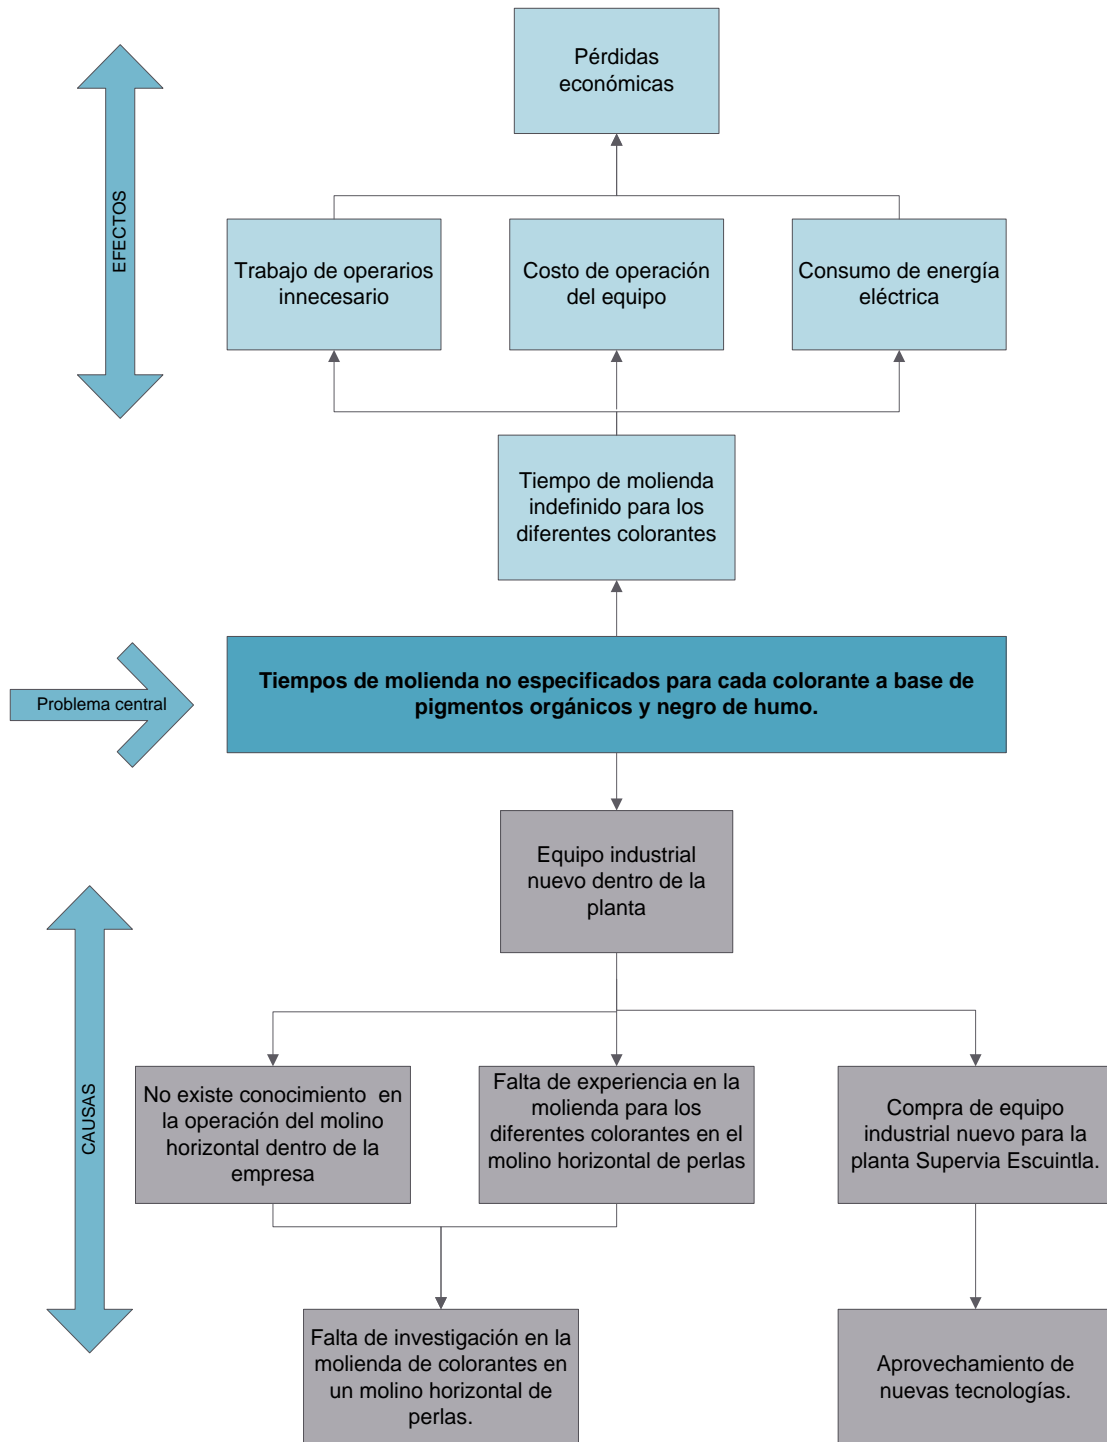 Pérdidas
económicas
EFECTOS
Trabajo de operarios
innecesario
Costo de operación
del equipo
Consumo de energía
eléctrica
Tiempo de molienda
indefinido para los
diferentes colorantes
Problema central
Tiempos de molienda no especificados para cada colorante a base de
pigmentos orgánicos y negro de humo.
Equipo industrial
nuevo dentro de la
planta
CAUSAS
No existe conocimiento  en
la operación del molino
horizontal dentro de la
empresa
Falta de experiencia en la
molienda para los
diferentes colorantes en el
molino horizontal de perlas
Compra de equipo
industrial nuevo para la
planta Supervia Escuintla.
Falta de investigación en la
molienda de colorantes en
un molino horizontal de
perlas.
Aprovechamiento de
nuevas tecnologías.